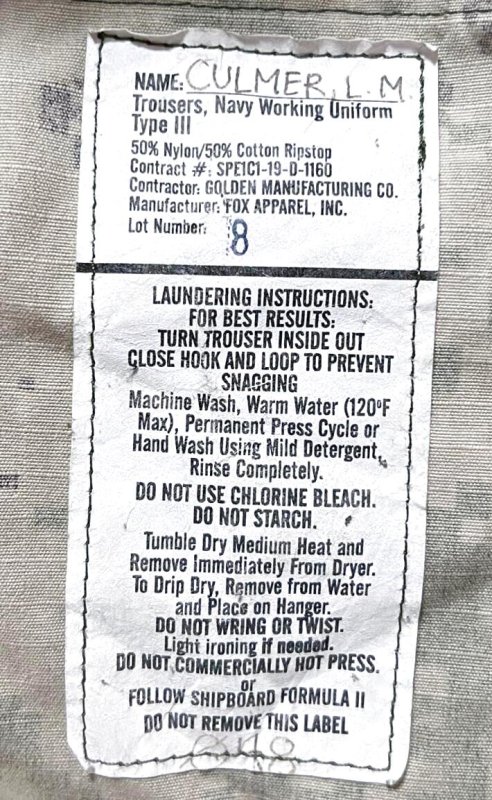 NAME: CULMER, L. M.
Trousers, Navy Working Uniform
Type III
50% Nylon/50% Cotton Ripstop
Contract #: SPE1C1-19-D-1160
Contractor: GOLDEN MANUFACTURING CO.
Manufacturer: FOX APPAREL, INC.
Lot Number: 8
LAUNDERING INSTRUCTIONS:
FOR BEST RESULTS:
TURN TROUSER INSIDE OUT
CLOSE HOOK AND LOOP TO PREVENT
SNAGGING
Machine Wash, Warm Water (120°F
Max), Permanent Press Cycle or
Hand Wash Using Mild Detergent,
Rinse Completely.
DO NOT USE CHLORINE BLEACH.
DO NOT STARCH.
Tumble Dry Medium Heat and
Remove Immediately From Dryer.
To Drip Dry, Remove from Water
and Place on Hanger.
DO NOT WRING OR TWIST.
Light ironing if needed.
DO NOT COMMERCIALLY HOT PRESS.
or
FOLLOW SHIPBOARD FORMULA II
DO NOT REMOVE THIS LABEL